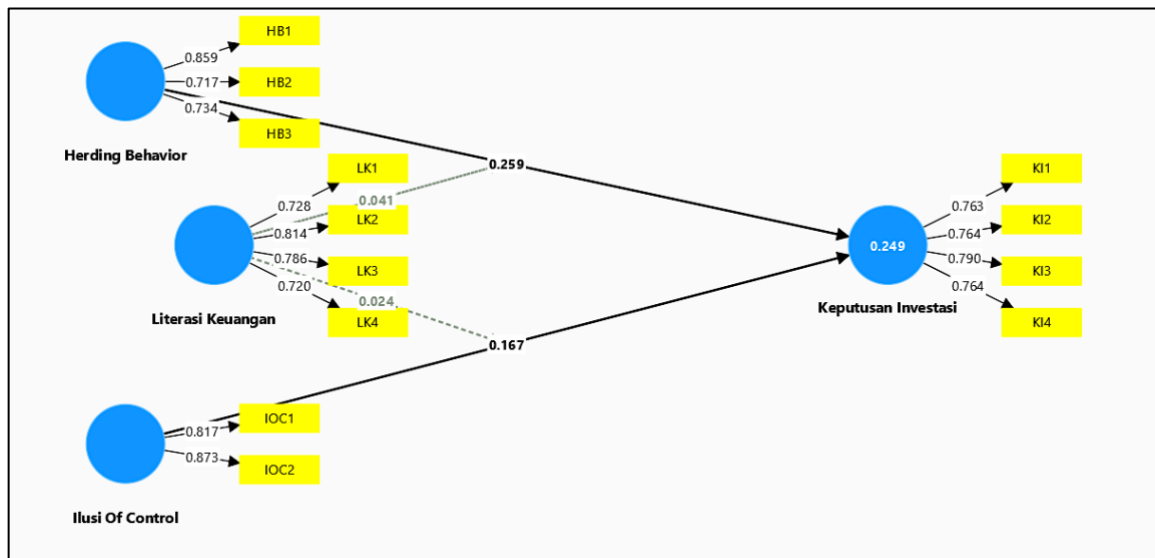 HB1
0.859
HB2
0.717
0.734
HB3
Herding Behavior
0.259
LK1
0.728
0.041
LK2
0.814
0.786
LK3
0.720
0.024
LK4
Literasi Keuangan
0.167
IOC1
0.817
0.873
IOC2
Ilusi Of Control
KI1
0.763
KI2
0.764
0.249
0.790
KI3
0.764
KI4
Keputusan Investasi